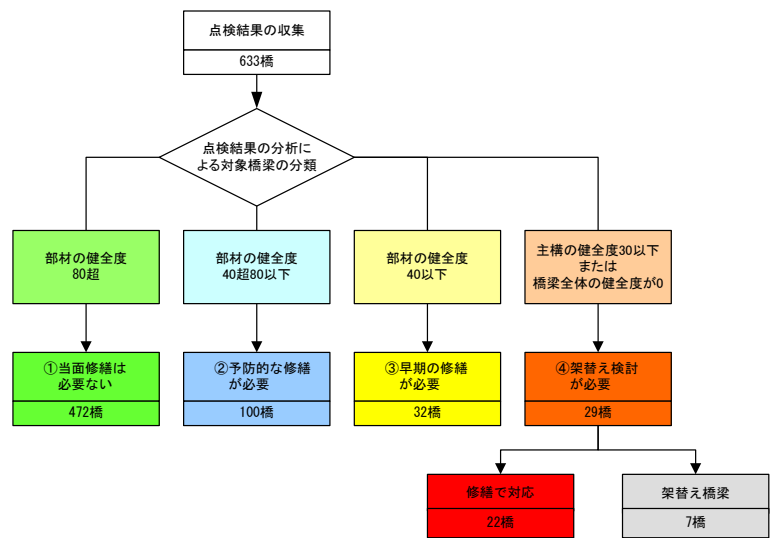 点検結果の収集
633橋
点検結果の分析に
よる対象橋梁の分類
部材の健全度
80超
部材の健全度
40超80以下
部材の健全度
40以下
主構の健全度30以下
または
橋梁全体の健全度が0
①当面修繕は
必要ない
472橋
②予防的な修繕
が必要
100橋
③早期の修繕
が必要
32橋
④架替え検討
が必要
29橋
修繕で対応
22橋
架替え橋梁
7橋